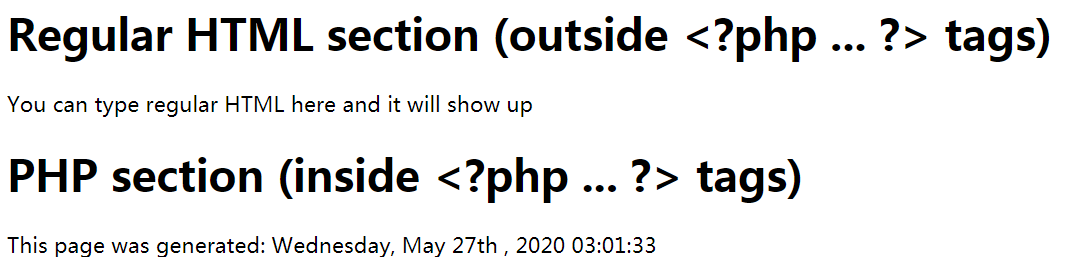 Regular HTML section (outside <?php ... ?> tags)
You can type regular HTML here and it will show up
PHP section (inside <?php ... ?> tags)
This page was generated: Wednesday, May 27th , 2020 03:01:33